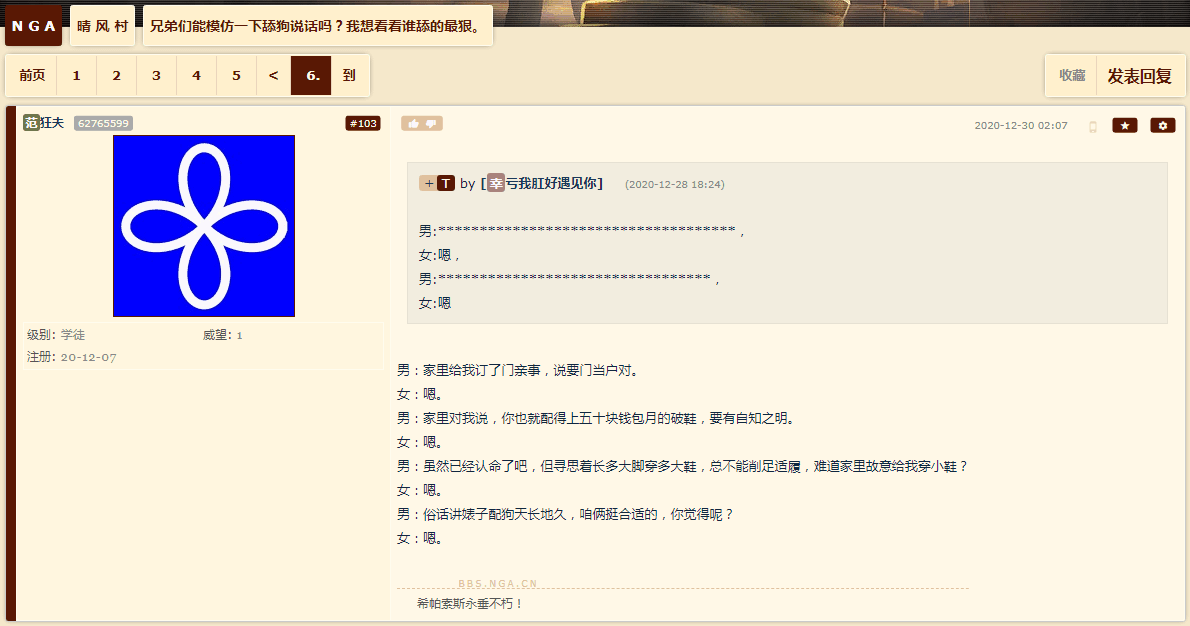 NGA
晴风村
兄弟们能模仿一下舔狗说话吗？我想看看谁舔的最狠。
前页 1 2 3 4 5 < 6. 到
收藏 发表回复
范狂夫 62765599 #103
2020-12-30 02:07
+ T by [幸亏我肛好遇见你] (2020-12-28 18:24)
男:************************************，
女:嗯，
男:*********************************，
女:嗯
级别: 学徒 威望: 1
注册: 20-12-07
男：家里给我订了门亲事，说要门当户对。
女：嗯。
男：家里对我说，你也就配得上五十块钱包月的破鞋，要有自知之明。
女：嗯。
男：虽然已经认命了吧，但寻思着长多大脚穿多大鞋，总不能削足适履，难道家里故意给我穿小鞋？
女：嗯。
男：俗话讲婊子配狗天长地久，咱俩挺合适的，你觉得呢？
女：嗯。
BBS.NGA.CN
希帕索斯永垂不朽！